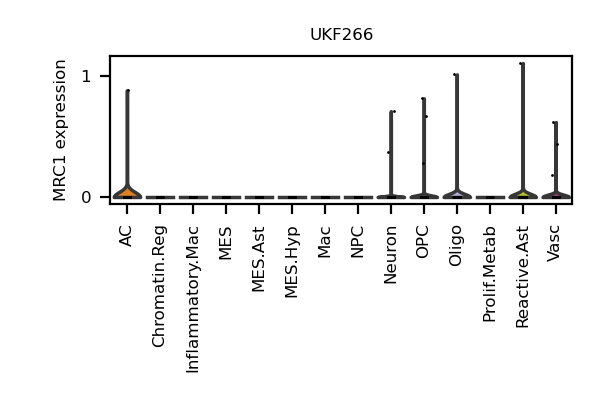 UKF266
MRC1 expression
1
0
AC
Chromatin.Reg
Inflammatory.Mac
MES
MES.Ast
MES.Hyp
Mac
NPC
Neuron
OPC
Oligo
Prolif.Metab
Reactive.Ast
Vasc